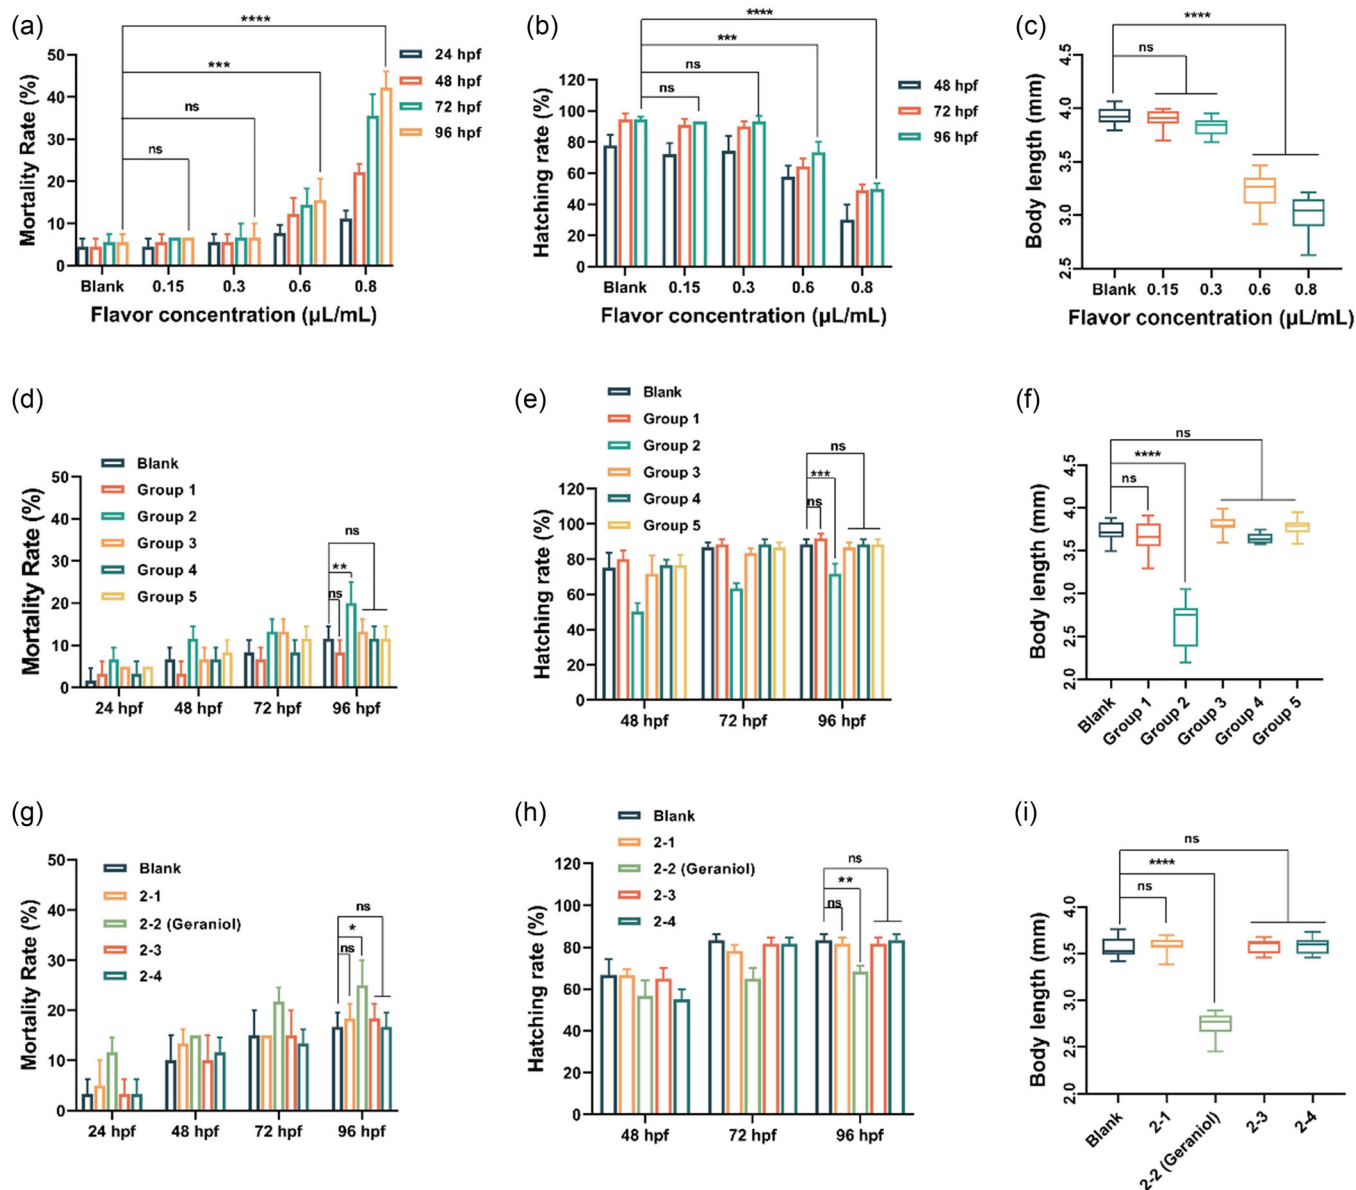 (a)
****
50
24 hpf
48 hpf
72 hpf
96 hpf
***
40
Mortality Rate (%)
30
ns
20
ns
10
0
Blank 0.15 0.3 0.6 0.8
Flavor concentration (µL/mL)
(b)
****
***
ns
ns
120
100
80
60
40
20
0
Hatching rate (%)
48 hpf
72 hpf
96 hpf
Blank 0.15 0.3 0.6 0.8
Flavor concentration (µL/mL)
(c)
****
ns
4.5
4.0
3.5
3.0
2.5
Body length (mm)
Blank 0.15 0.3 0.6 0.8
Flavor concentration (µL/mL)
(d)
Blank
Group 1
Group 2
Group 3
Group 4
Group 5
50
40
30
20
10
0
Mortality Rate (%)
ns
**
ns
24 hpf 48 hpf 72 hpf 96 hpf
(e)
Blank
Group 1
Group 2
Group 3
Group 4
Group 5
120
100
80
60
40
20
0
Hatching rate (%)
ns
***
ns
48 hpf 72 hpf 96 hpf
(f)
ns
****
ns
4.5
4.0
3.5
3.0
2.5
2.0
Body length (mm)
Blank Group 1 Group 2 Group 3 Group 4 Group 5
(g)
Blank
2-1
2-2 (Geraniol)
2-3
2-4
50
40
30
20
10
0
Mortality Rate (%)
ns
*
ns
24 hpf 48 hpf 72 hpf 96 hpf
(h)
Blank
2-1
2-2 (Geraniol)
2-3
2-4
120
100
80
60
40
20
0
Hatching rate (%)
ns
**
ns
48 hpf 72 hpf 96 hpf
(i)
ns
****
ns
4.0
3.5
3.0
2.5
2.0
Body length (mm)
Blank 2-1 2-2 (Geraniol) 2-3 2-4